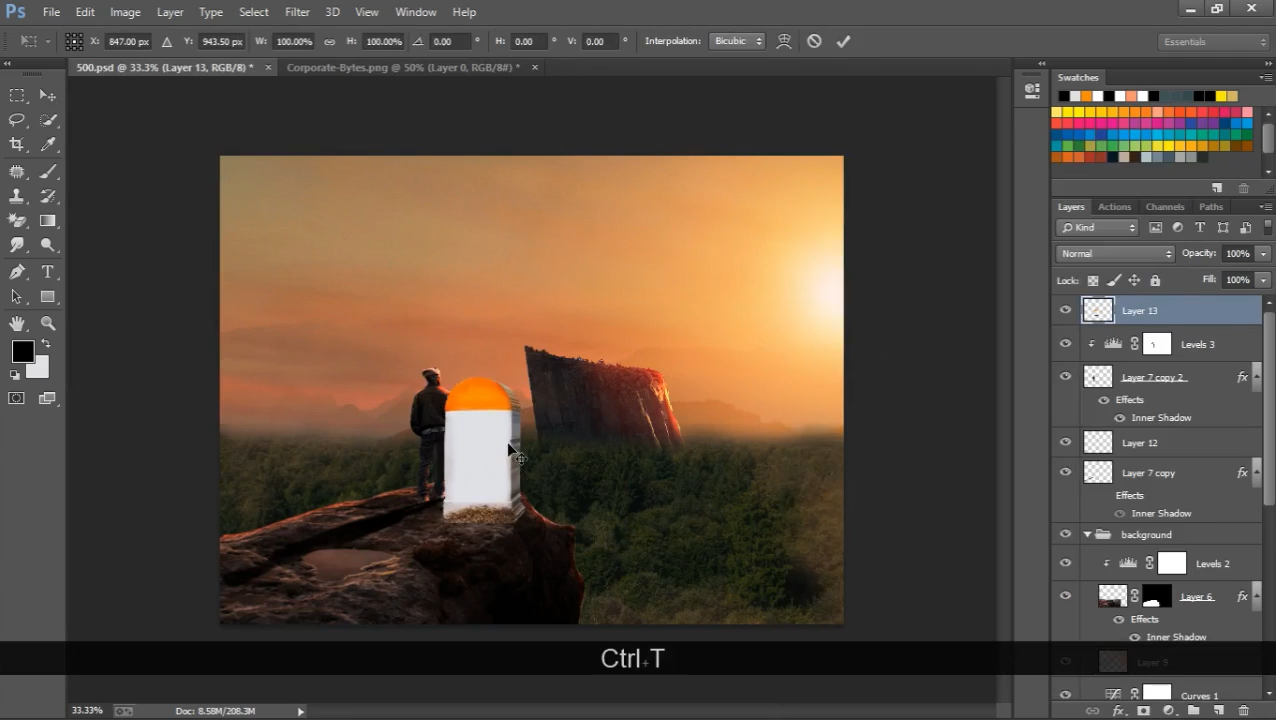 Ps File Edit Image Layer Type Select Filter 3D View Window Help
X: 847.00 px Y: 943.50 px W: 100.00% H: 100.00% 0.00 ° H: 0.00 ° V: 0.00 ° Interpolation: Bicubic Essentials
500.psd @ 33.3% (Layer 13, RGB/8) * × Corporate-Bytes.png @ 50% (Layer 0, RGB/8#) * ×
Swatches
Layers Actions Channels Paths
Kind
Normal Opacity: 100%
Lock: Fill: 100%
Layer 13
Levels 3
Layer 7 copy 2 fx
Effects
Inner Shadow
Layer 12
Layer 7 copy fx
Effects
Inner Shadow
background
Levels 2
Layer 6 fx
Effects
Inner Shadow
Ctrl+T
Layer 9
Curves 1
33.33% Doc: 8.58M/208.3M